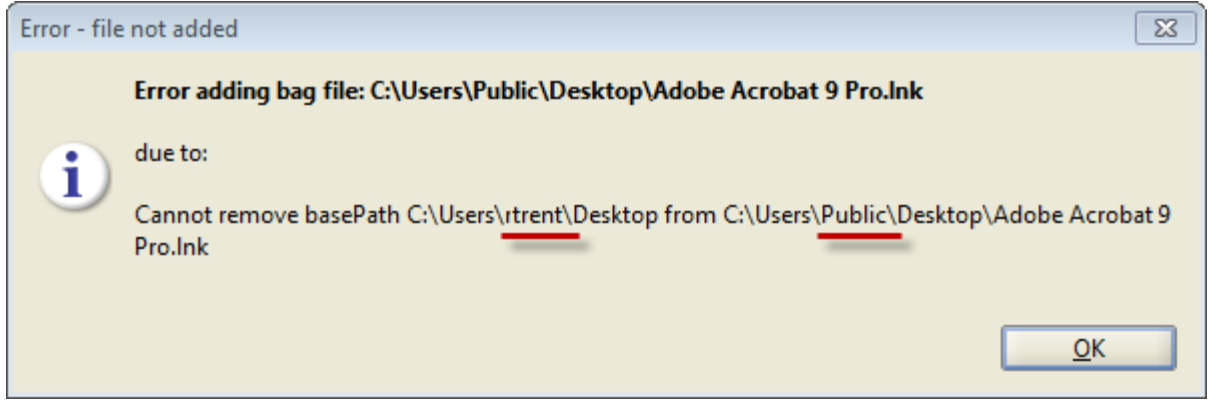 Error - file not added
Error adding bag file: C:\Users\Public\Desktop\Adobe Acrobat 9 Pro.lnk
due to:
Cannot remove basePath C:\Users\rtrent\Desktop from C:\Users\Public\Desktop\Adobe Acrobat 9
Pro.lnk
OK